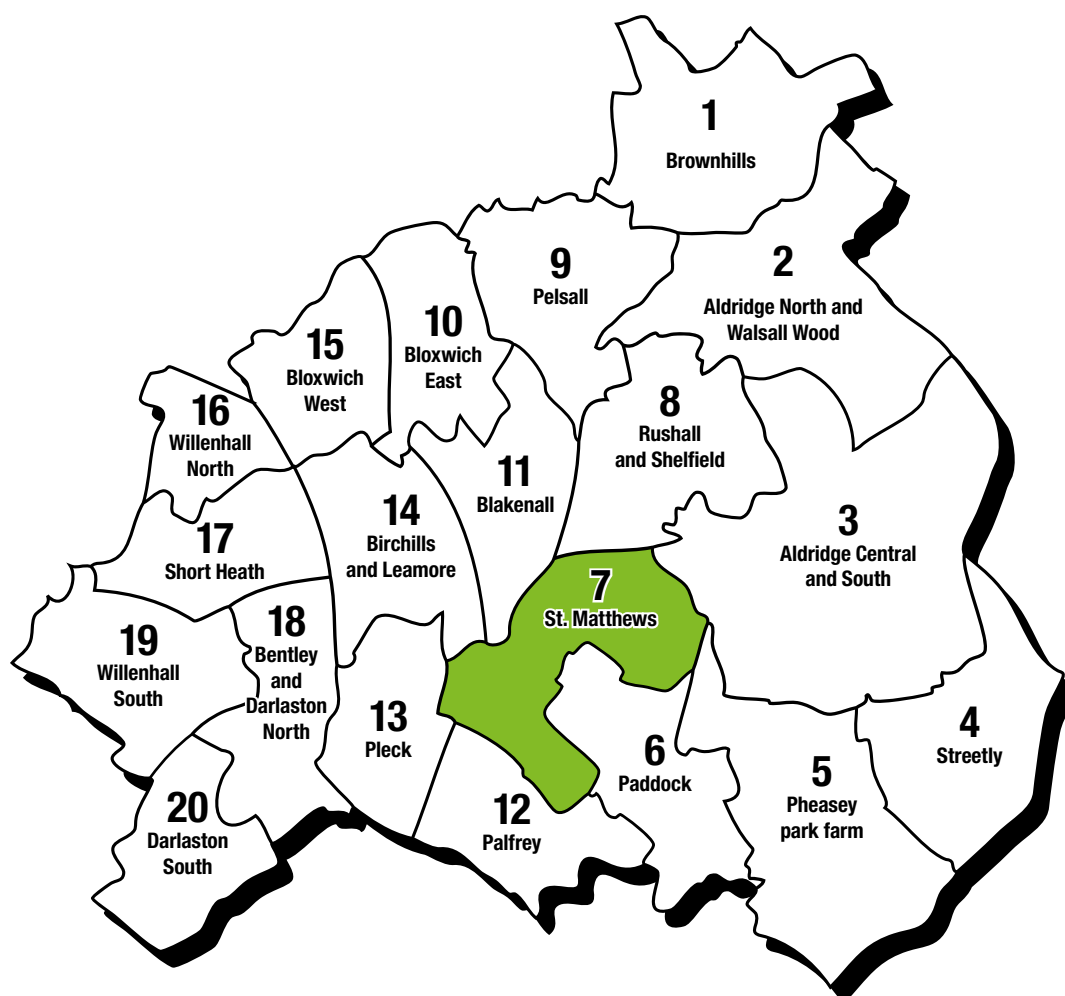 1
Brownhills
2
Aldridge North and
Walsall Wood
9
Pelsall
10
Bloxwich
East
15
Bloxwich
West
16
Willenhall
North
8
Rushall
and Shelfield
11
Blakenall
14
Birchills
and Leamore
3
Aldridge Central
and South
17
Short Heath
7
St. Matthews
18
Bentley
and
Darlaston
North
19
Willenhall
South
13
Pleck
6
Paddock
4
Streetly
5
Pheasey
park farm
12
Palfrey
20
Darlaston
South